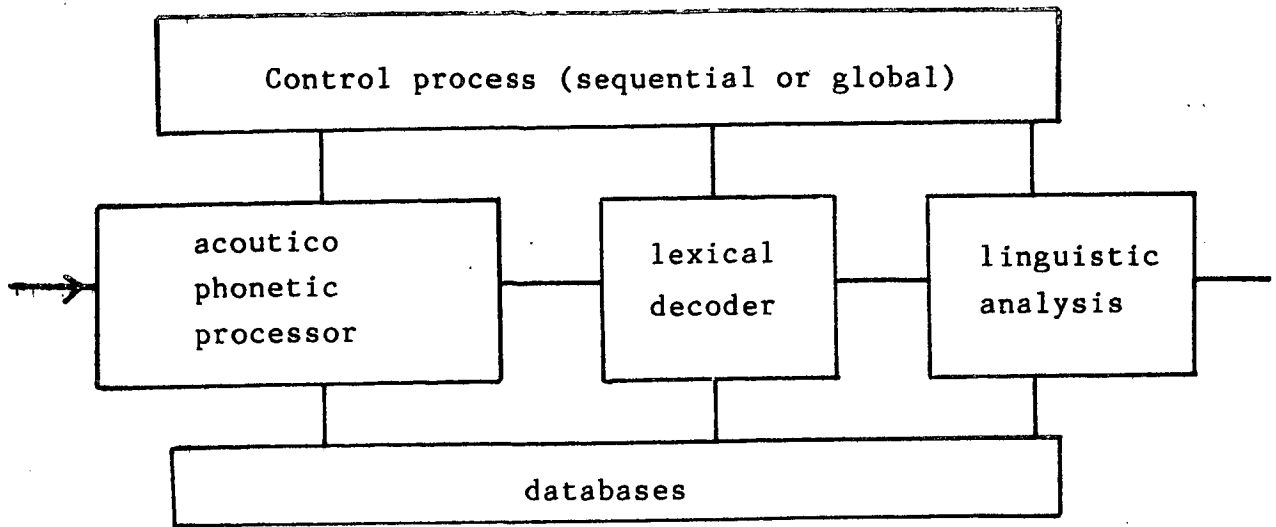 Control process (sequential or global)
acoutico
phonetic
processor
lexical
decoder
linguistic
analysis
databases